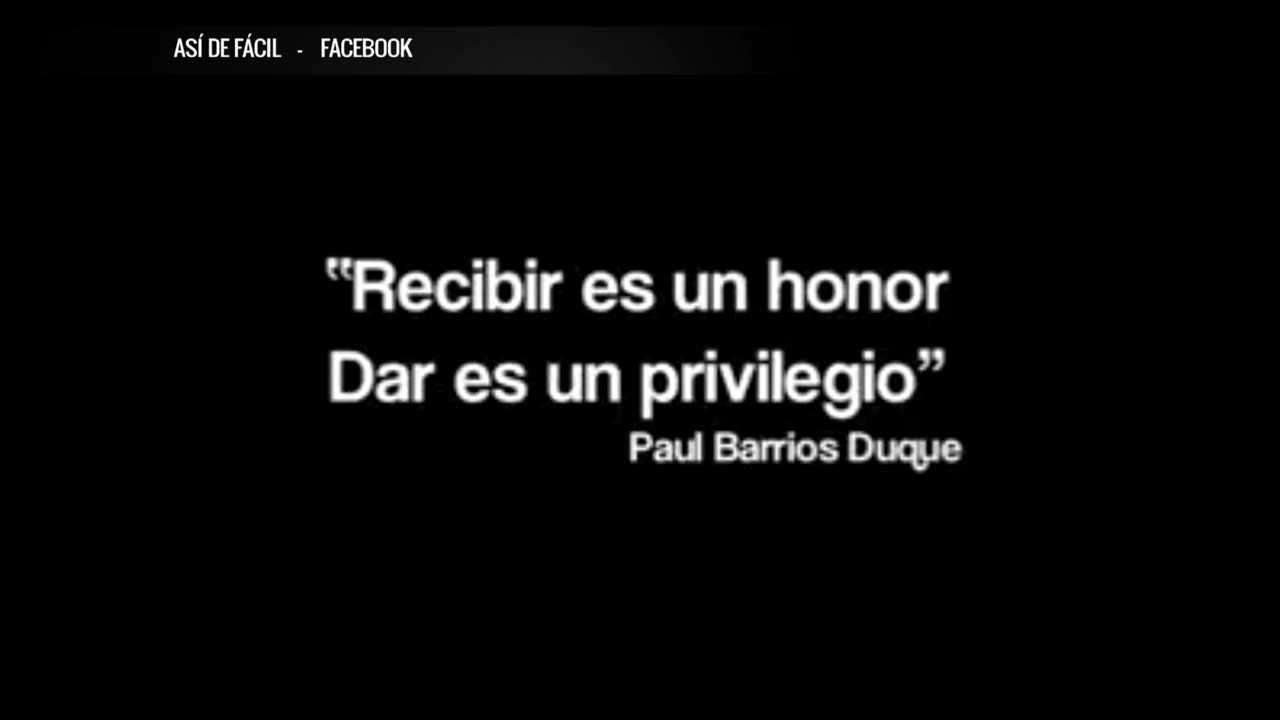 ASÍ DE FÁCIL - FACEBOOK
“Recibir es un honor
Dar es un privilegio”
Paul Barrios Duque